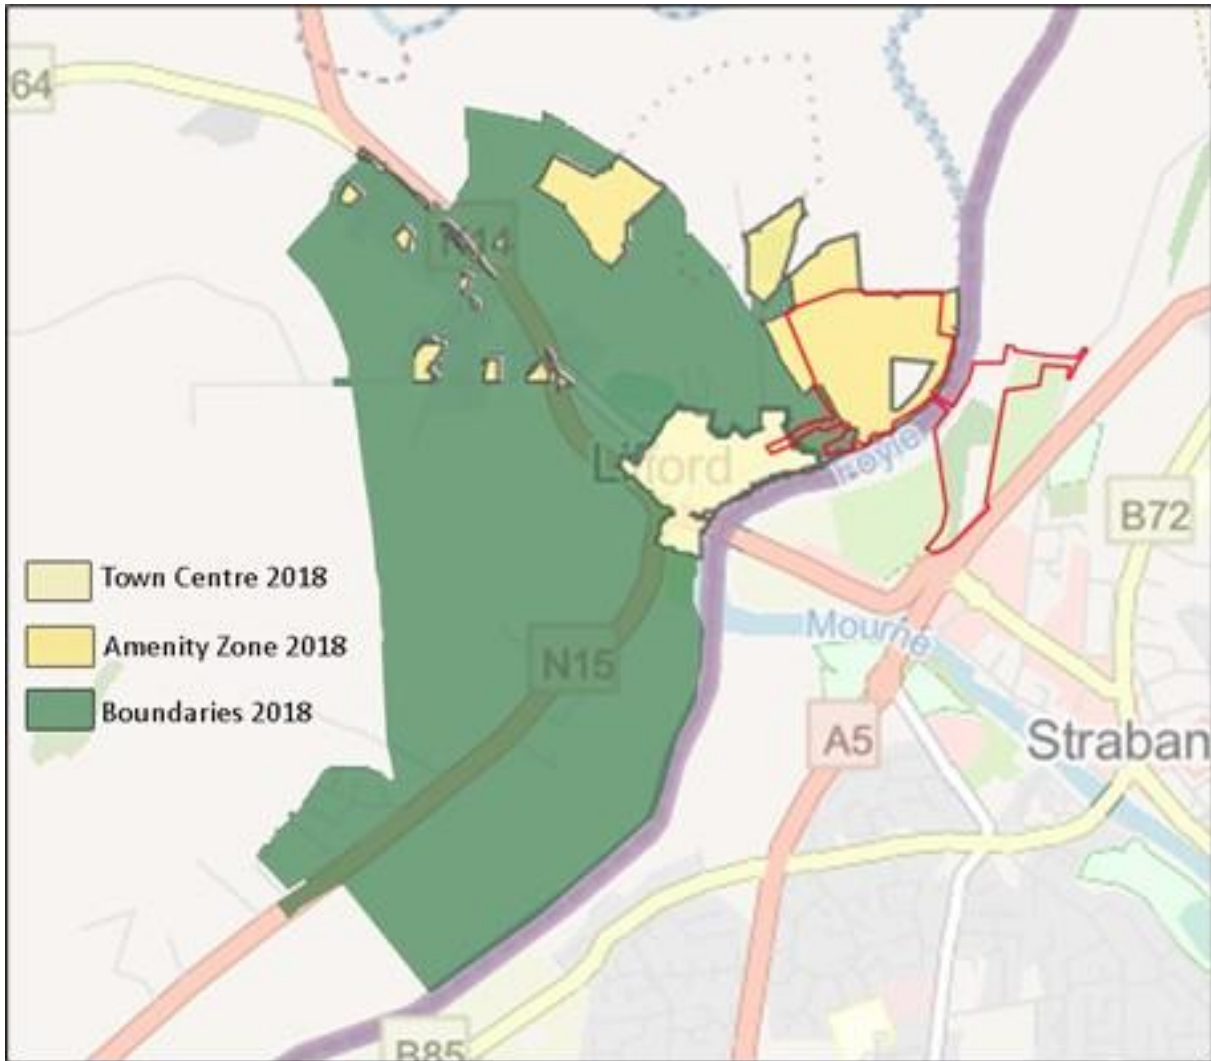 64
N14
Lifford
Foyle
B72
Town Centre 2018
Amenity Zone 2018
Mourne
N15
Boundaries 2018
A5
Straban
B85